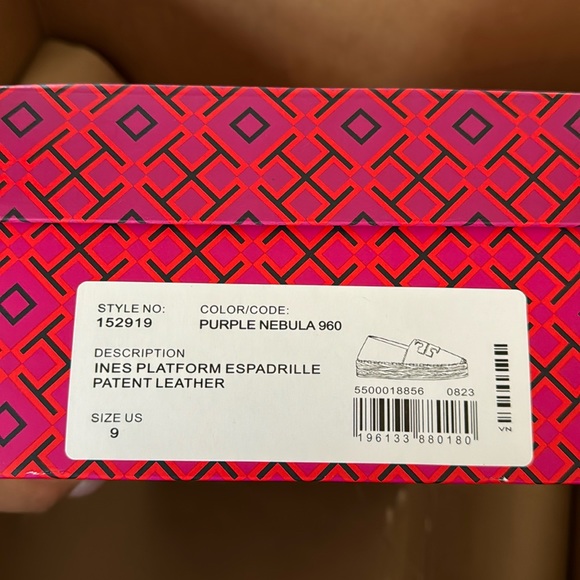 STYLE NO: COLOR/CODE:
152919 PURPLE NEBULA 960
DESCRIPTION
INES PLATFORM ESPADRILLE
PATENT LEATHER
SIZE US
9
5500018856 0823
196133 880180